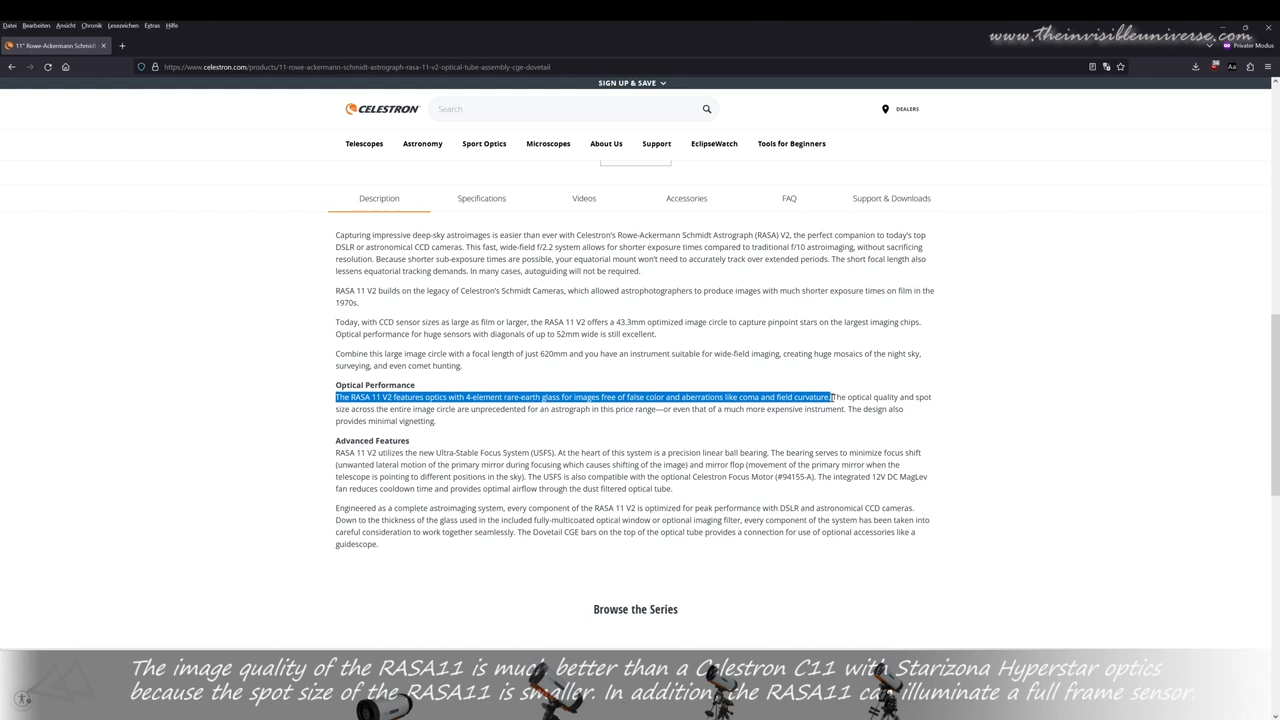 Datei Bearbeiten Ansicht Chronik Lesezeichen Extras Hilfe
www.theinvisibleuniverse.com
11" Rowe-Ackermann Schmidt
Privater Modus
https://www.celestron.com/products/11-rowe-ackermann-schmidt-astrograph-rasa-11-v2-optical-tube-assembly-cge-dovetail
SIGN UP & SAVE
CELESTRON
Search
DEALERS
Telescopes Astronomy Sport Optics Microscopes About Us Support EclipseWatch Tools for Beginners
Description Specifications Videos Accessories FAQ Support & Downloads
Capturing impressive deep-sky astroimages is easier than ever with Celestron's Rowe-Ackermann Schmidt Astrograph (RASA) V2, the perfect companion to today's top
DSLR or astronomical CCD cameras. This fast, wide-field f/2.2 system allows for shorter exposure times compared to traditional f/10 astroimaging, without sacrificing
resolution. Because shorter sub-exposure times are possible, your equatorial mount won't need to accurately track over extended periods. The short focal length also
lessens equatorial tracking demands. In many cases, autoguiding will not be required.
RASA 11 V2 builds on the legacy of Celestron's Schmidt Cameras, which allowed astrophotographers to produce images with much shorter exposure times on film in the
1970s.
Today, with CCD sensor sizes as large as film or larger, the RASA 11 V2 offers a 43.3mm optimized image circle to capture pinpoint stars on the largest imaging chips.
Optical performance for huge sensors with diagonals of up to 52mm wide is still excellent.
Combine this large image circle with a focal length of just 620mm and you have an instrument suitable for wide-field imaging, creating huge mosaics of the night sky,
surveying, and even comet hunting.
Optical Performance
The RASA 11 V2 features optics with 4-element rare-earth glass for images free of false color and aberrations like coma and field curvature. The optical quality and spot
size across the entire image circle are unprecedented for an astrograph in this price range—or even that of a much more expensive instrument. The design also
provides minimal vignetting.
Advanced Features
RASA 11 V2 utilizes the new Ultra-Stable Focus System (USFS). At the heart of this system is a precision linear ball bearing. The bearing serves to minimize focus shift
(unwanted lateral motion of the primary mirror during focusing which causes shifting of the image) and mirror flop (movement of the primary mirror when the
telescope is pointing to different positions in the sky). The USFS is also compatible with the optional Celestron Focus Motor (#94155-A). The integrated 12V DC MagLev
fan reduces cooldown time and provides optimal airflow through the dust filtered optical tube.
Engineered as a complete astroimaging system, every component of the RASA 11 V2 is optimized for peak performance with DSLR and astronomical CCD cameras.
Down to the thickness of the glass used in the included fully-multicoated optical window or optional imaging filter, every component of the system has been taken into
careful consideration to work together seamlessly. The Dovetail CGE bars on the top of the optical tube provides a connection for use of optional accessories like a
guidescope.
Browse the Series
The image quality of the RASA11 is much better than a Celestron C11 with Starizona Hyperstar optics
because the spot size of the RASA11 is smaller. In addition, the RASA11 can illuminate a full frame sensor.